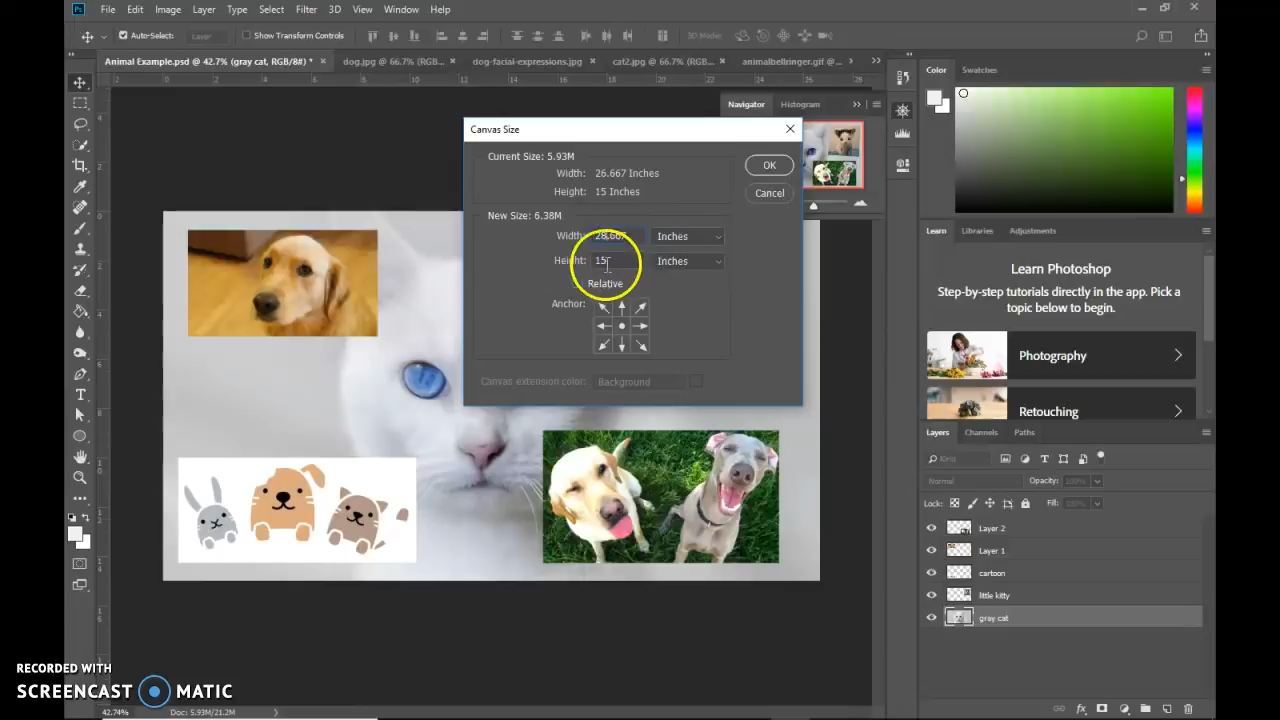 Ps File Edit Image Layer Type Select Filter 3D View Window Help
Auto-Select: Layer Show Transform Controls 3D Mode:
Animal Example.psd @ 42.7% (gray cat, RGB/8#) * × dog.jpg @ 66.7% (RGB... × dog-facial-expressions.jpg × cat2.jpg @ 66.7% (RGB... × animalbellringer.gif @ ... »
Navigator Histogram
Color Swatches
Canvas Size
Current Size: 5.93M
Width: 26.667 Inches
Height: 15 Inches
OK
Cancel
New Size: 6.38M
Width: 28.667 Inches
Height: 15 Inches
Relative
Anchor:
Canvas extension color: Background
Learn Libraries Adjustments
Learn Photoshop
Step-by-step tutorials directly in the app. Pick a
topic below to begin.
Photography
Retouching
Layers Channels Paths
Kind
Normal Opacity: 100%
Lock: Fill: 100%
Layer 2
Layer 1
cartoon
little kitty
gray cat
RECORDED WITH
SCREENCAST MATIC
42.74% Doc: 5.93M/21.2M